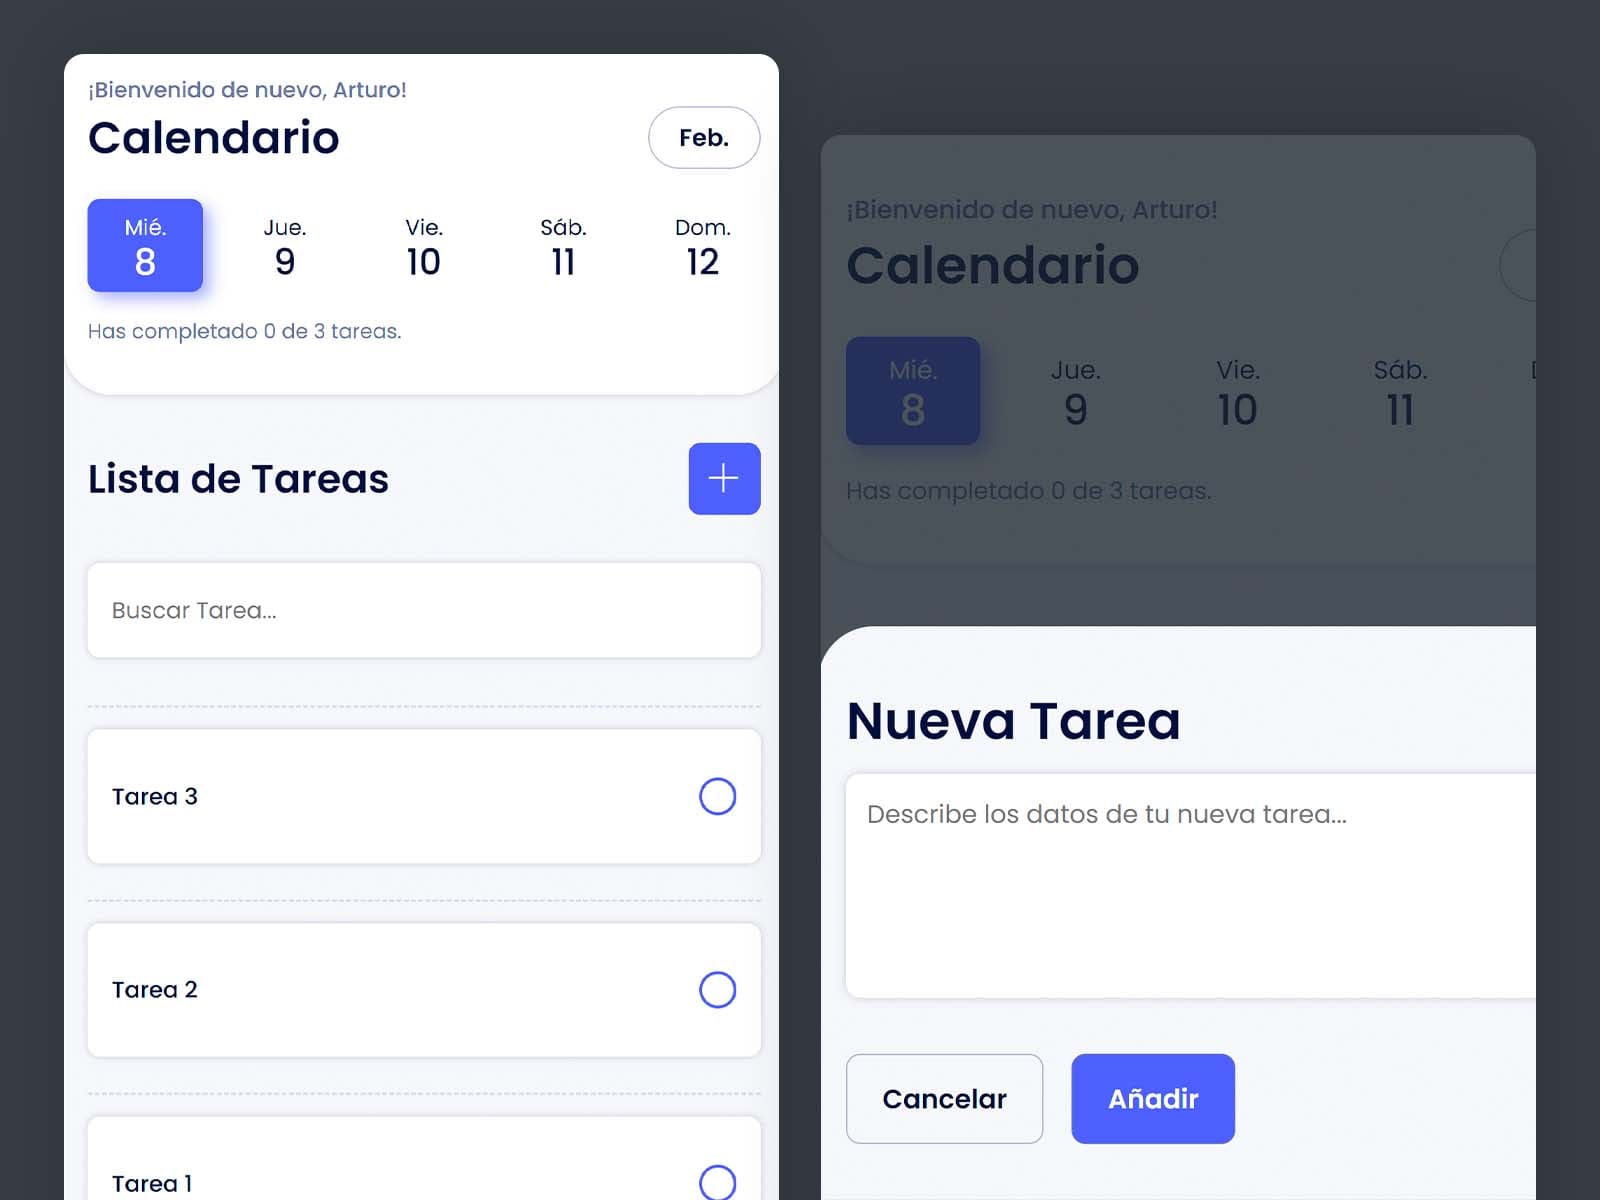 ¡Bienvenido de nuevo, Arturo!
Calendario
Feb.
Mié. Jue. Vie. Sáb. Dom.
8 9 10 11 12
Has completado 0 de 3 tareas.
Lista de Tareas
Buscar Tarea...
Tarea 3
Tarea 2
Tarea 1
¡Bienvenido de nuevo, Arturo!
Calendario
Mié. Jue. Vie. Sáb.
8 9 10 11
Has completado 0 de 3 tareas.
Nueva Tarea
Describe los datos de tu nueva tarea...
Cancelar Añadir